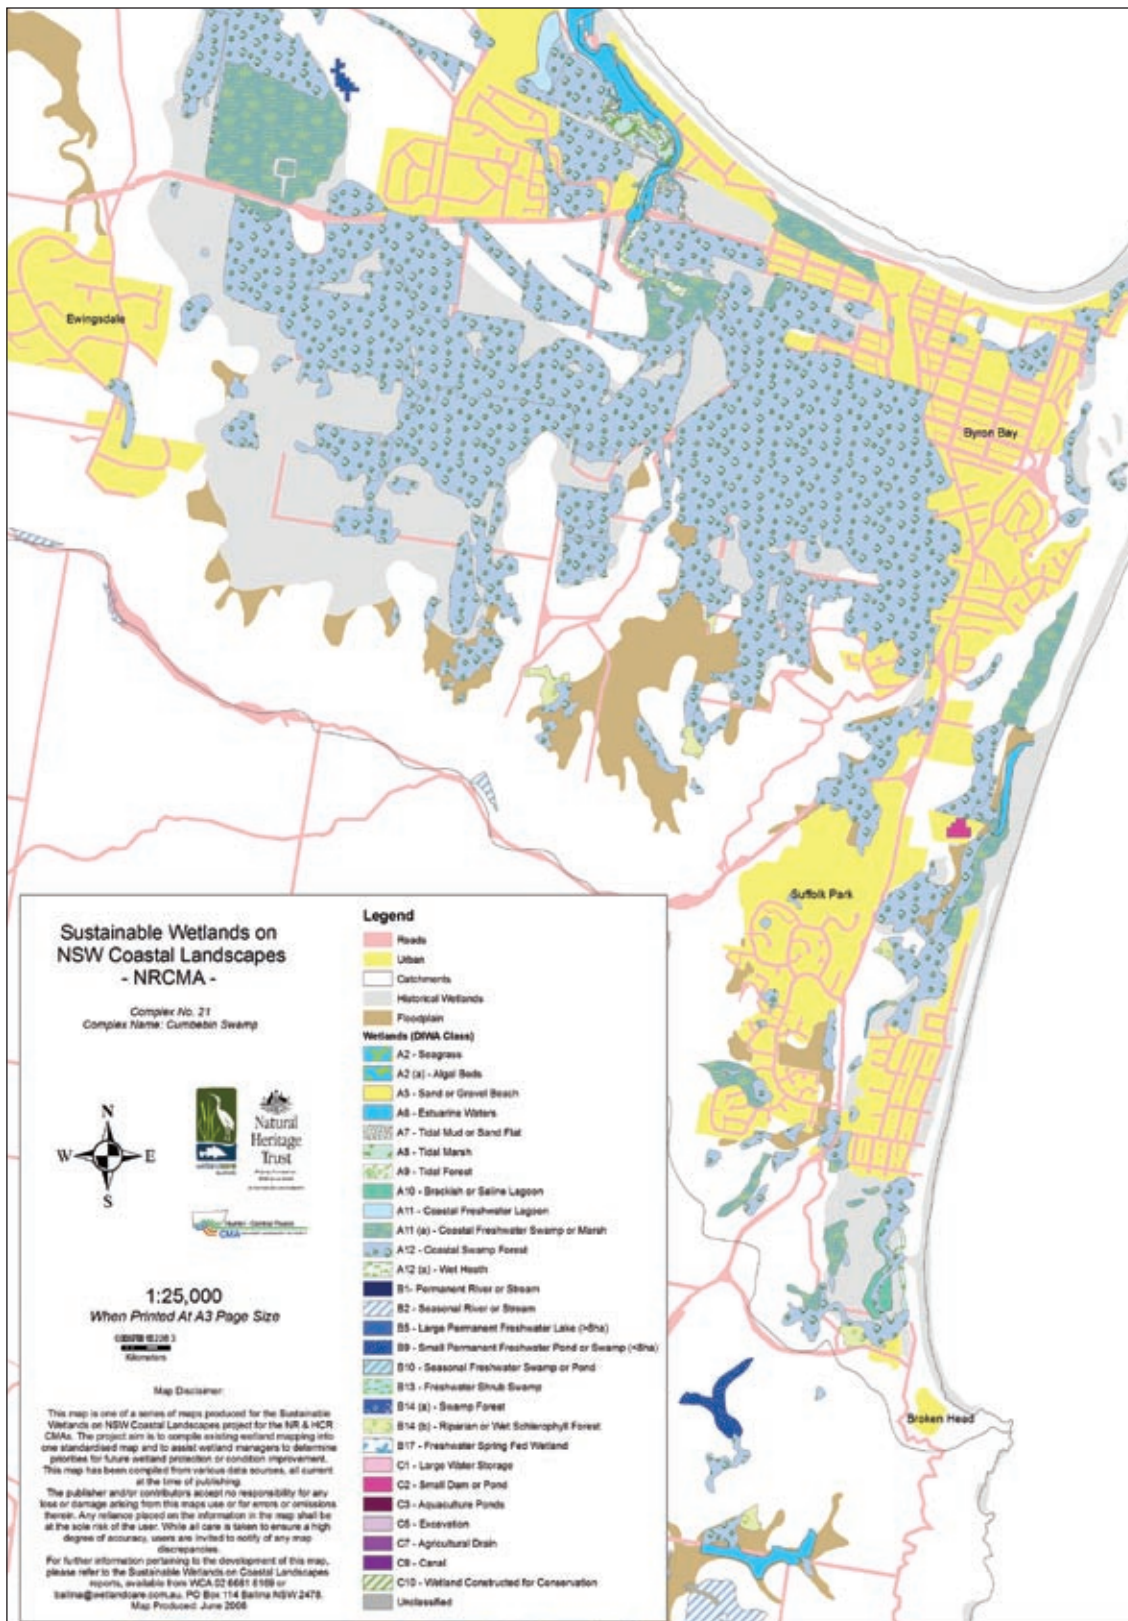 Ewingsdale
Byron Bay
Suffolk Park
Broken Head
Sustainable Wetlands on
NSW Coastal Landscapes
- NRCMA -
Complex No. 21
Complex Name: Cumbebin Swamp
N
W
E
S
Natural
Heritage
Trust
CMA
1:25,000
When Printed At A3 Page Size
Kilometers
Map Disclaimer:
This map is one of a series of maps produced for the Sustainable
Wetlands on NSW Coastal Landscapes project for the NR & HCR
CMAs. The project aim is to compile existing wetland mapping into
one standardised map and to assist wetland managers to determine
priorities for future wetland protection or condition improvement.
This map has been compiled from various data sources, all current
at the time of publishing.
The publisher and/or contributors accept no responsibility for any
loss or damage arising from this maps use or for errors or omissions
therein. Any reliance placed on the information in the map shall be
at the sole risk of the user. While all care is taken to ensure a high
degree of accuracy, users are invited to notify of any map
discrepancies.
For further information pertaining to the development of this map,
please refer to the Sustainable Wetlands on Coastal Landscapes
reports, available from WCA 02 6681 6169 or
ballina@wetlandcare.com.au, PO Box 114 Ballina NSW 2478.
Map Produced: June 2006
Legend
Roads
Urban
Catchments
Historical Wetlands
Floodplain
Wetlands (DIWA Class)
A2 - Seagrass
A2 (a) - Algal Beds
A5 - Sand or Gravel Beach
A6 - Estuarine Waters
A7 - Tidal Mud or Sand Flat
A8 - Tidal Marsh
A9 - Tidal Forest
A10 - Brackish or Saline Lagoon
A11 - Coastal Freshwater Lagoon
A11 (a) - Coastal Freshwater Swamp or Marsh
A12 - Coastal Swamp Forest
A12 (a) - Wet Heath
B1- Permanent River or Stream
B2 - Seasonal River or Stream
B5 - Large Permanent Freshwater Lake (>8ha)
B9 - Small Permanent Freshwater Pond or Swamp (<8ha)
B10 - Seasonal Freshwater Swamp or Pond
B13 - Freshwater Shrub Swamp
B14 (a) - Swamp Forest
B14 (b) - Riparian or Wet Schlerophyll Forest
B17 - Freshwater Spring Fed Wetland
C1 - Large Water Storage
C2 - Small Dam or Pond
C3 - Aquaculture Ponds
C5 - Excavation
C7 - Agricultural Drain
C9 - Canal
C10 - Wetland Constructed for Conservation
Unclassified